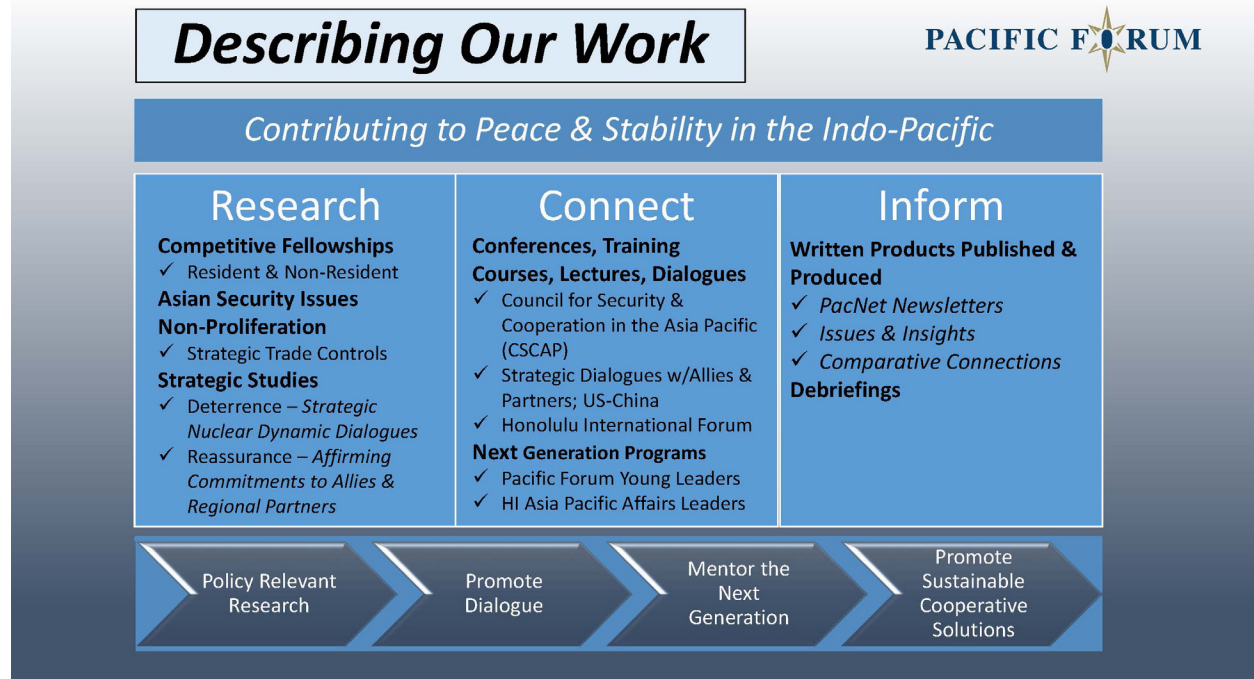 Describing Our Work
PACIFIC FORUM
Contributing to Peace & Stability in the Indo-Pacific
Research
Competitive Fellowships
✓ Resident & Non-Resident
Asian Security Issues
Non-Proliferation
✓ Strategic Trade Controls
Strategic Studies
✓ Deterrence – Strategic
Nuclear Dynamic Dialogues
✓ Reassurance – Affirming
Commitments to Allies &
Regional Partners
Connect
Conferences, Training
Courses, Lectures, Dialogues
✓ Council for Security &
Cooperation in the Asia Pacific
(CSCAP)
✓ Strategic Dialogues w/Allies &
Partners; US-China
✓ Honolulu International Forum
Next Generation Programs
✓ Pacific Forum Young Leaders
✓ HI Asia Pacific Affairs Leaders
Inform
Written Products Published &
Produced
✓ PacNet Newsletters
✓ Issues & Insights
✓ Comparative Connections
Debriefings
Policy Relevant
Research
Promote
Dialogue
Mentor the
Next
Generation
Promote
Sustainable
Cooperative
Solutions